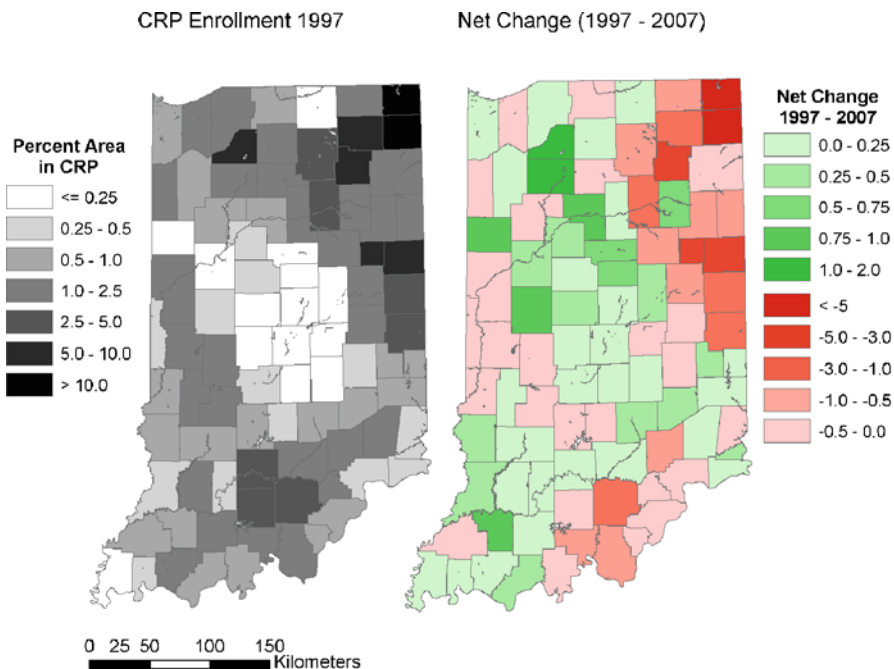 CRP Enrollment 1997
Net Change (1997 - 2007)
Percent Area
in CRP
<= 0.25
0.25 - 0.5
0.5 - 1.0
1.0 - 2.5
2.5 - 5.0
5.0 - 10.0
> 10.0
Net Change
1997 - 2007
0.0 - 0.25
0.25 - 0.5
0.5 - 0.75
0.75 - 1.0
1.0 - 2.0
< -5
-5.0 - -3.0
-3.0 - -1.0
-1.0 - -0.5
-0.5 - 0.0
0 25 50 100 150
Kilometers